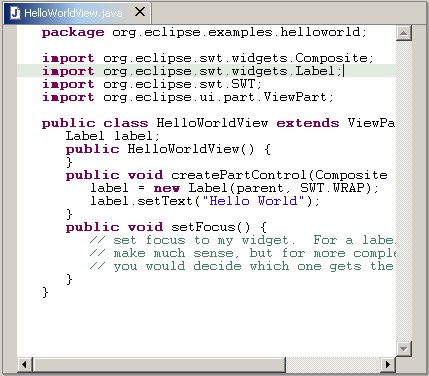 HelloWorldView.java
package org.eclipse.examples.helloworld;
import org.eclipse.swt.widgets.Composite;
import org.eclipse.swt.widgets.Label;
import org.eclipse.swt.SWT;
import org.eclipse.ui.part.ViewPart;
public class HelloWorldView extends ViewPa
Label label;
public HelloWorldView() {
}
public void createPartControl(Composite
label = new Label(parent, SWT.WRAP);
label.setText("Hello World");
}
public void setFocus() {
// set focus to my widget. For a labe
// make much sense, but for more comple
// you would decide which one gets the
}
}